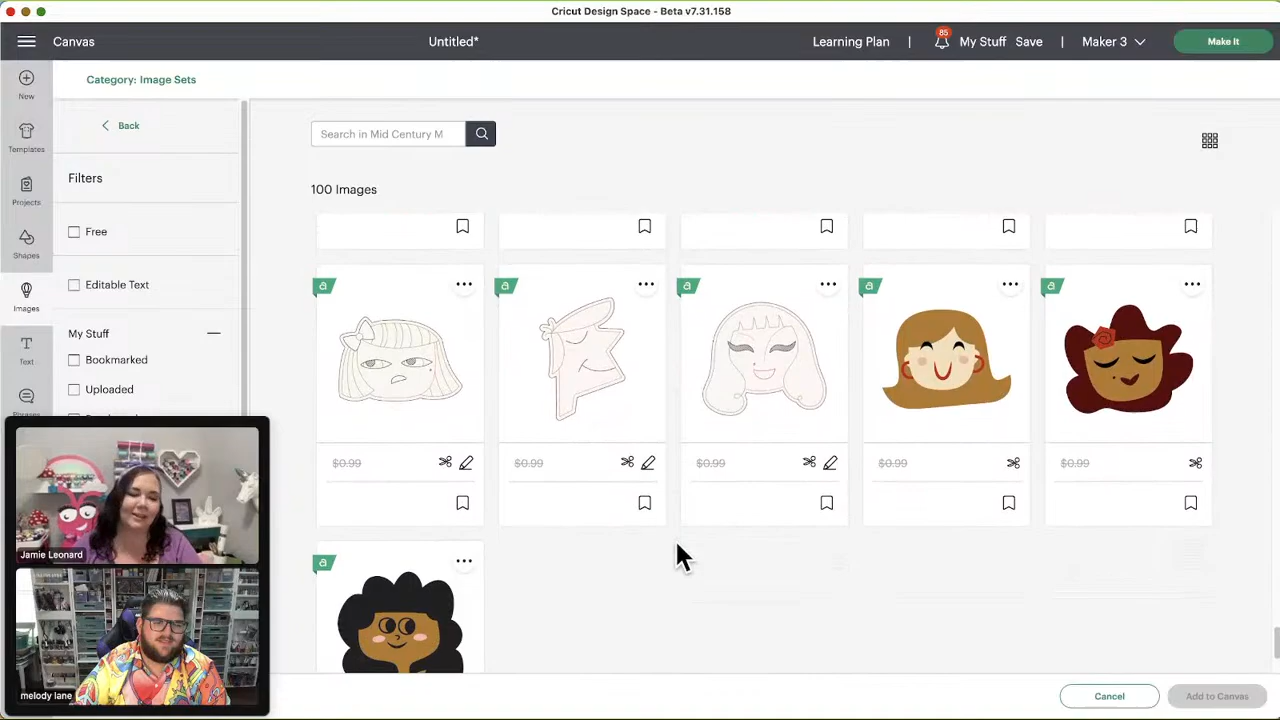 Cricut Design Space - Beta v7.31.158
Canvas
Untitled*
Learning Plan
|
85
My Stuff
Save
|
Maker 3
Make It
New
Templates
Projects
Shapes
Images
Text
Category: Image Sets
Back
Filters
Free
Editable Text
My Stuff
Bookmarked
Uploaded
Search in Mid Century M
100 Images
a
a
a
a
a
$0.99
$0.99
$0.99
$0.99
$0.99
a
Jamie Leonard
melody lane
Cancel
Add to Canvas